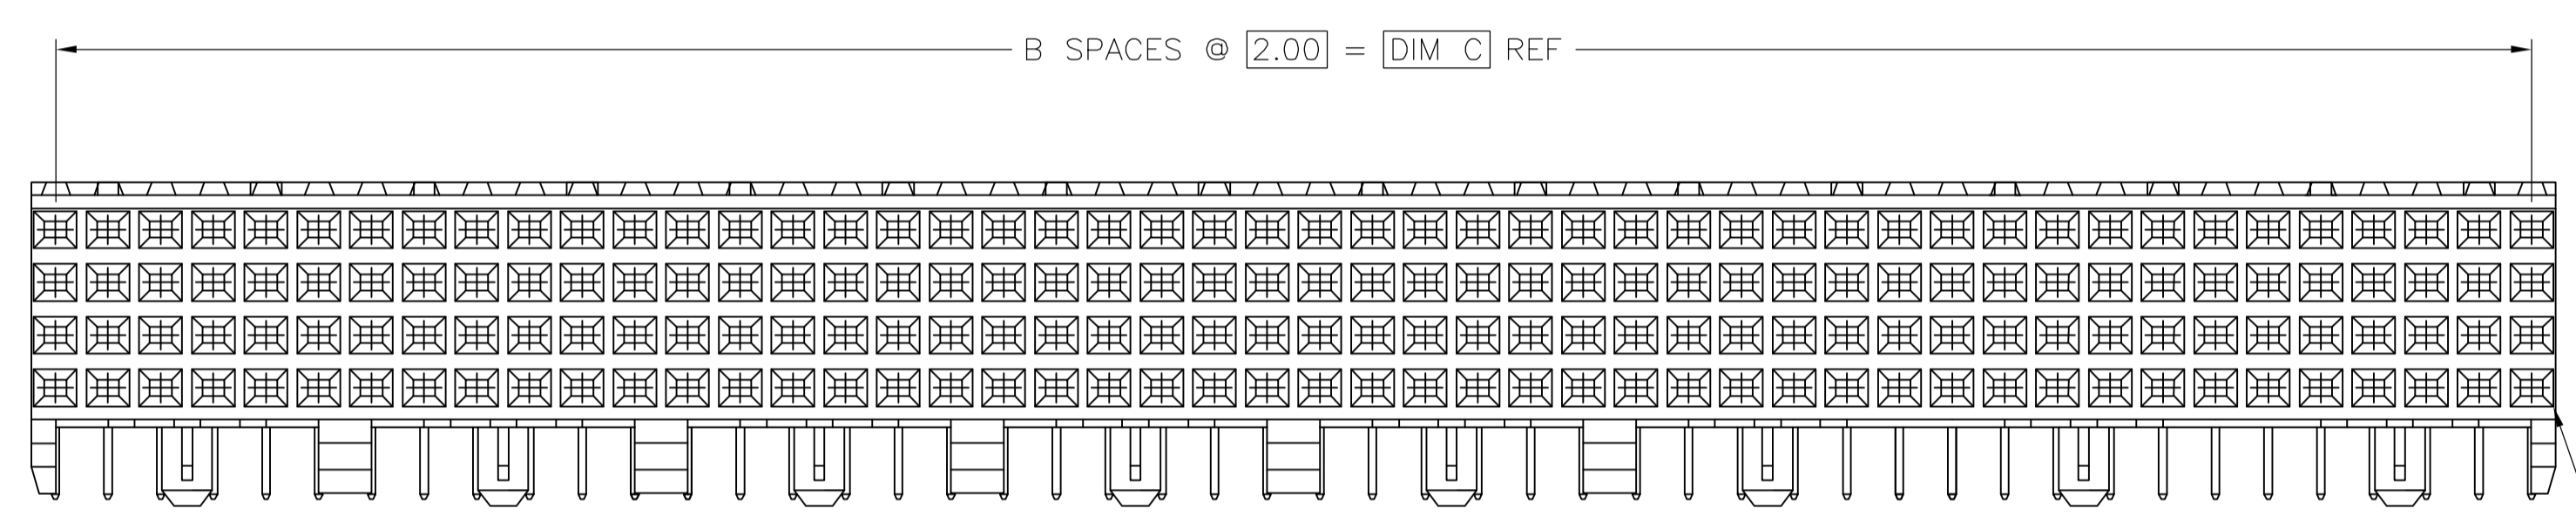 B SPACES @ 2.00 = DIM C REF